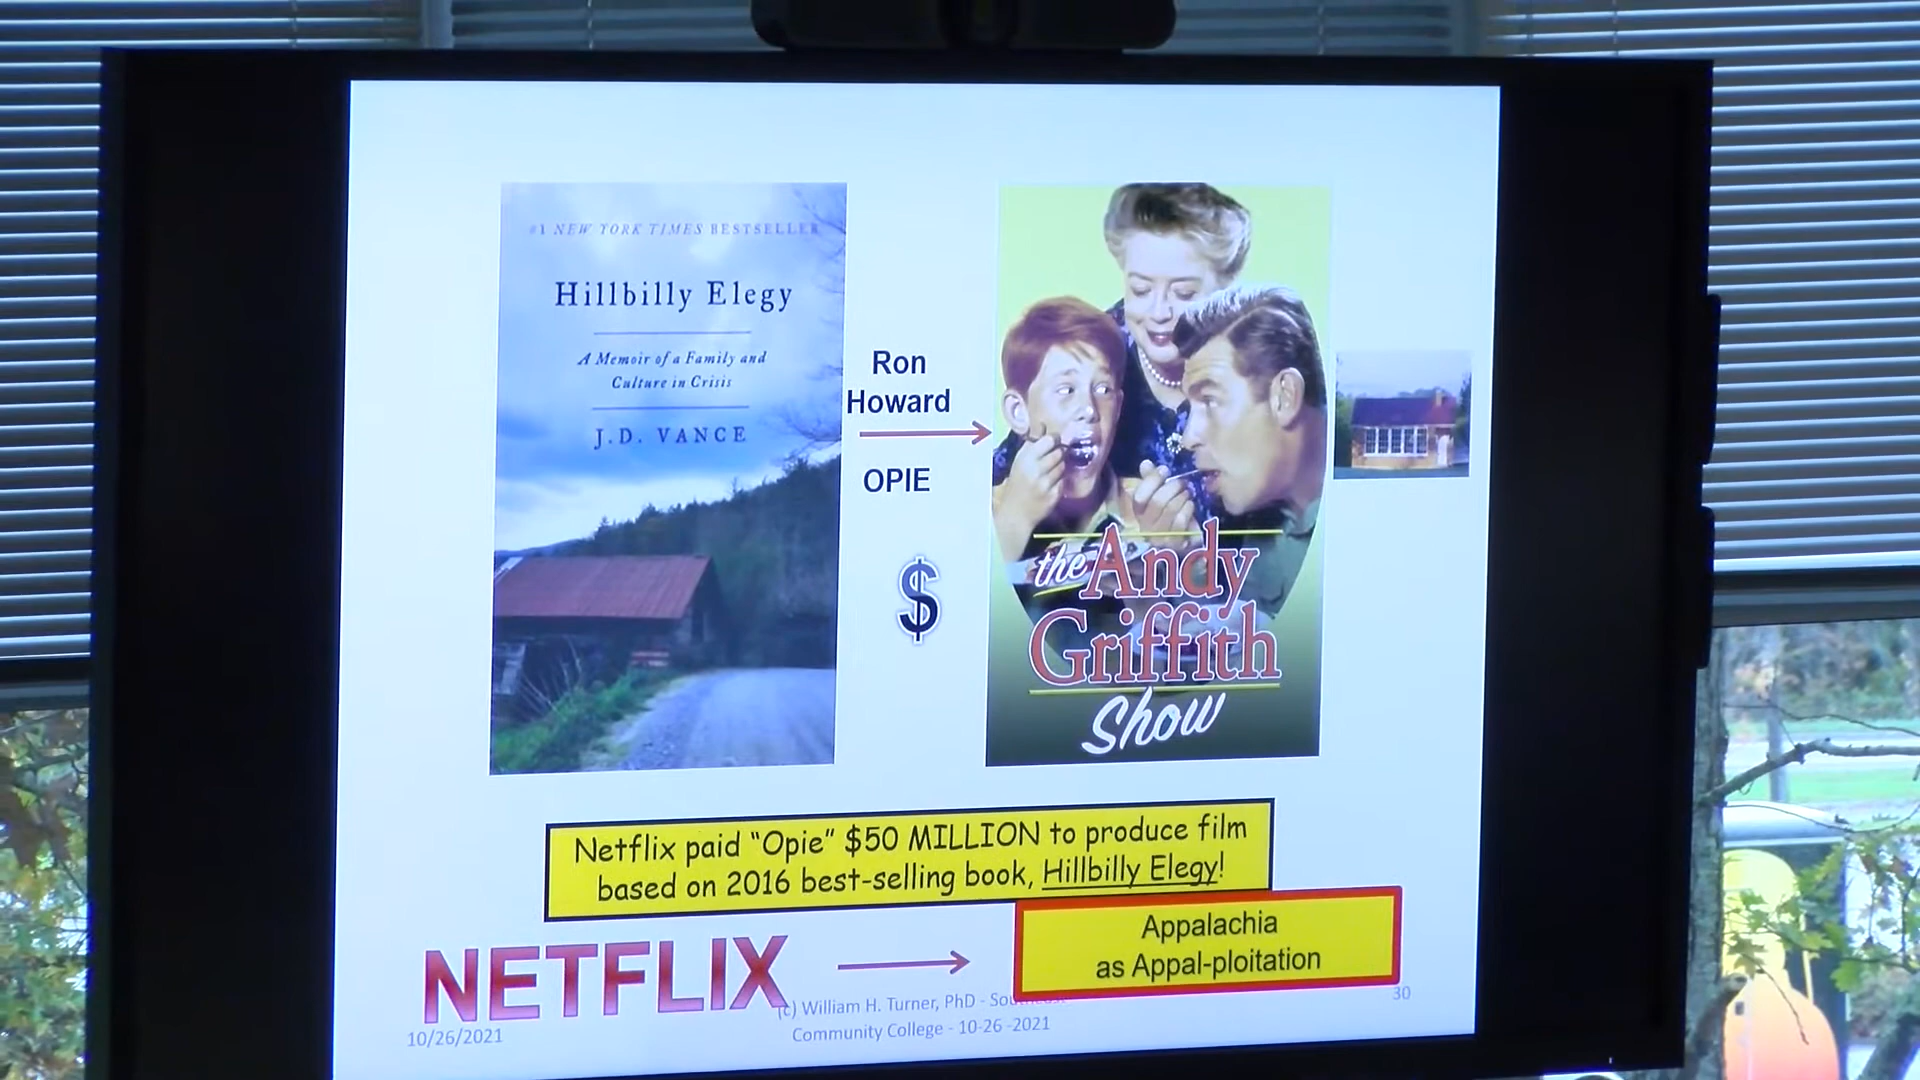 #1 NEW YORK TIMES BESTSELLER
Hillbilly Elegy
A Memoir of a Family and
Culture in Crisis
J.D. VANCE
Ron
Howard
OPIE
$
the Andy
Griffith
Show
Netflix paid “Opie” $50 MILLION to produce film
based on 2016 best-selling book, Hillbilly Elegy!
Appalachia
as Appal-ploitation
NETFLIX
(c) William H. Turner, PhD - Southeast
Community College - 10-26 -2021
10/26/2021
30